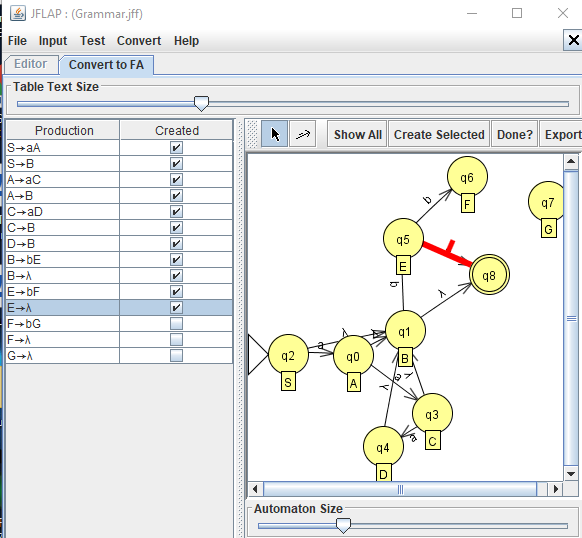 JFLAP : (Grammar.jff)
File Input Test Convert Help
Editor Convert to FA
Table Text Size
Production Created
S→aA
S→B
A→aC
A→B
C→aD
C→B
D→B
B→bE
B→λ
E→bF
E→λ
F→bG
F→λ
G→λ
Show All Create Selected Done? Export
q6
F
b
q7
G
q5
E
q8
b
λ
q1
B
λ
a
q2
S
q0
A
λ
a
q3
C
a
q4
D
Automaton Size